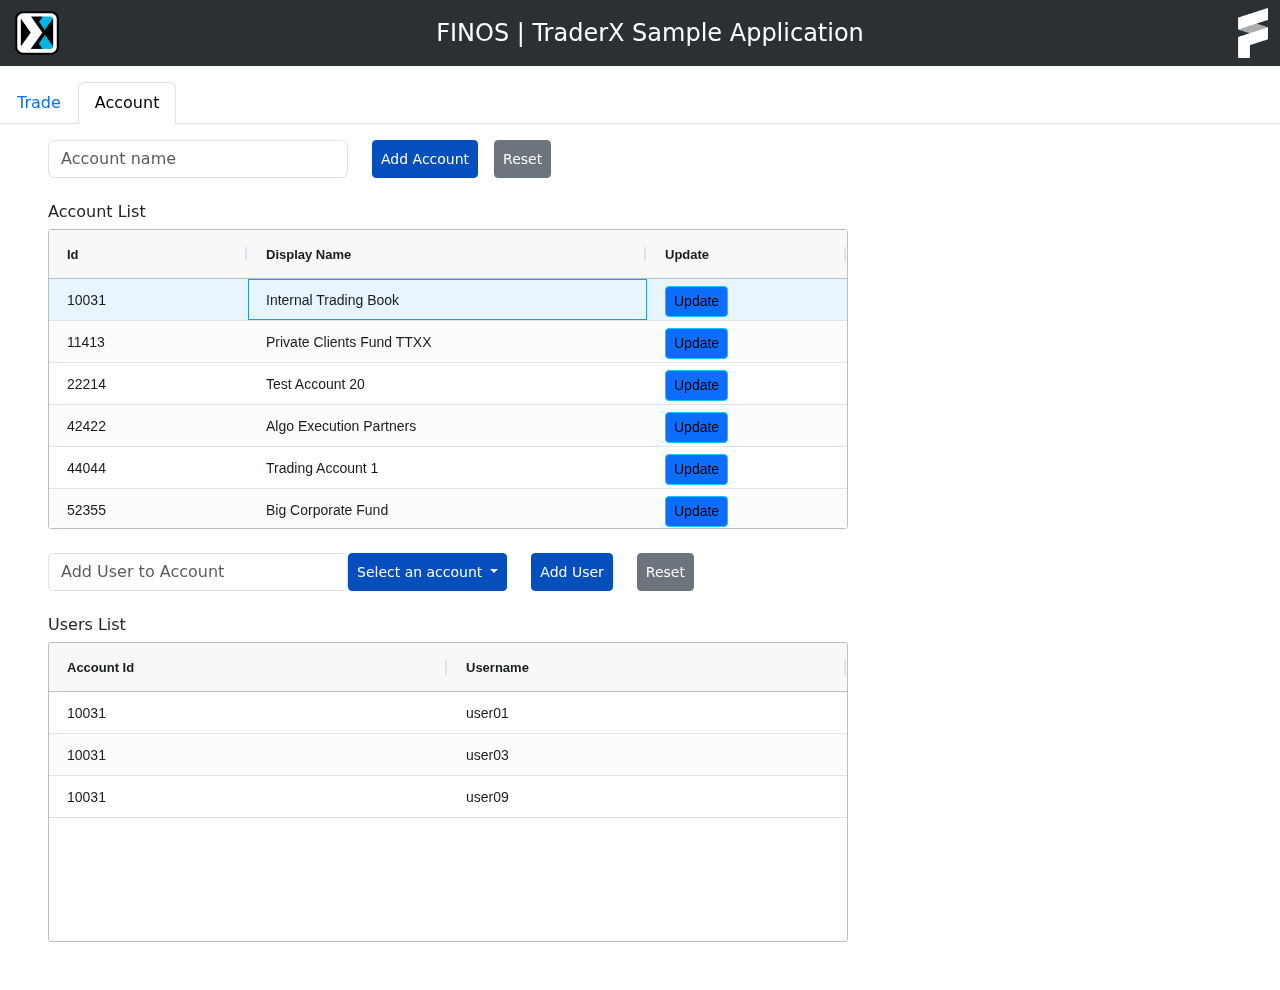 FINOS | TraderX Sample Application
Trade Account
Account name Add Account Reset
Account List
Id Display Name Update
10031 Internal Trading Book Update
11413 Private Clients Fund TTXX Update
22214 Test Account 20 Update
42422 Algo Execution Partners Update
44044 Trading Account 1 Update
52355 Big Corporate Fund Update
Add User to Account Select an account Add User Reset
Users List
Account Id Username
10031 user01
10031 user03
10031 user09